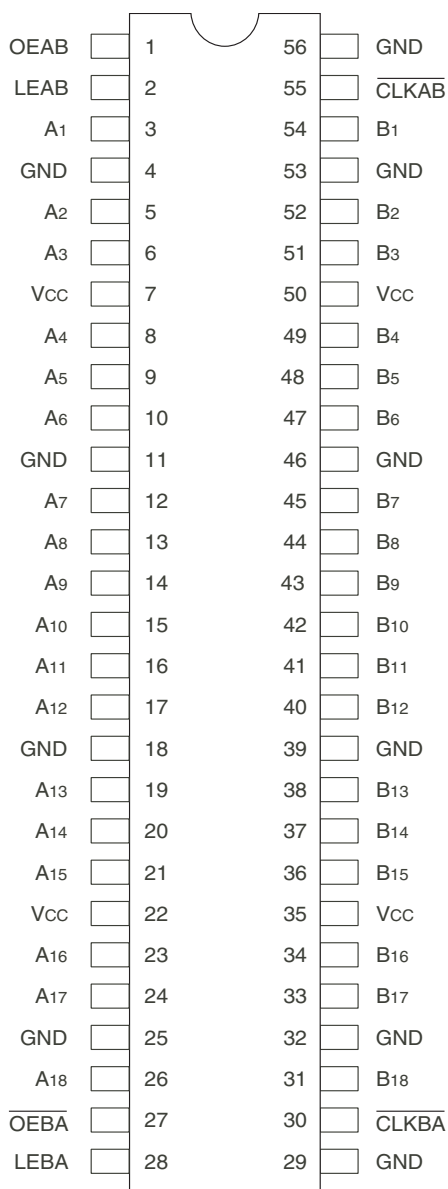 OEAB 1 56 GND
LEAB 2 55 C̅L̅K̅A̅B̅
A1 3 54 B1
GND 4 53 GND
A2 5 52 B2
A3 6 51 B3
VCC 7 50 VCC
A4 8 49 B4
A5 9 48 B5
A6 10 47 B6
GND 11 46 GND
A7 12 45 B7
A8 13 44 B8
A9 14 43 B9
A10 15 42 B10
A11 16 41 B11
A12 17 40 B12
GND 18 39 GND
A13 19 38 B13
A14 20 37 B14
A15 21 36 B15
VCC 22 35 VCC
A16 23 34 B16
A17 24 33 B17
GND 25 32 GND
A18 26 31 B18
O̅E̅B̅A̅ 27 30 C̅L̅K̅B̅A̅
LEBA 28 29 GND